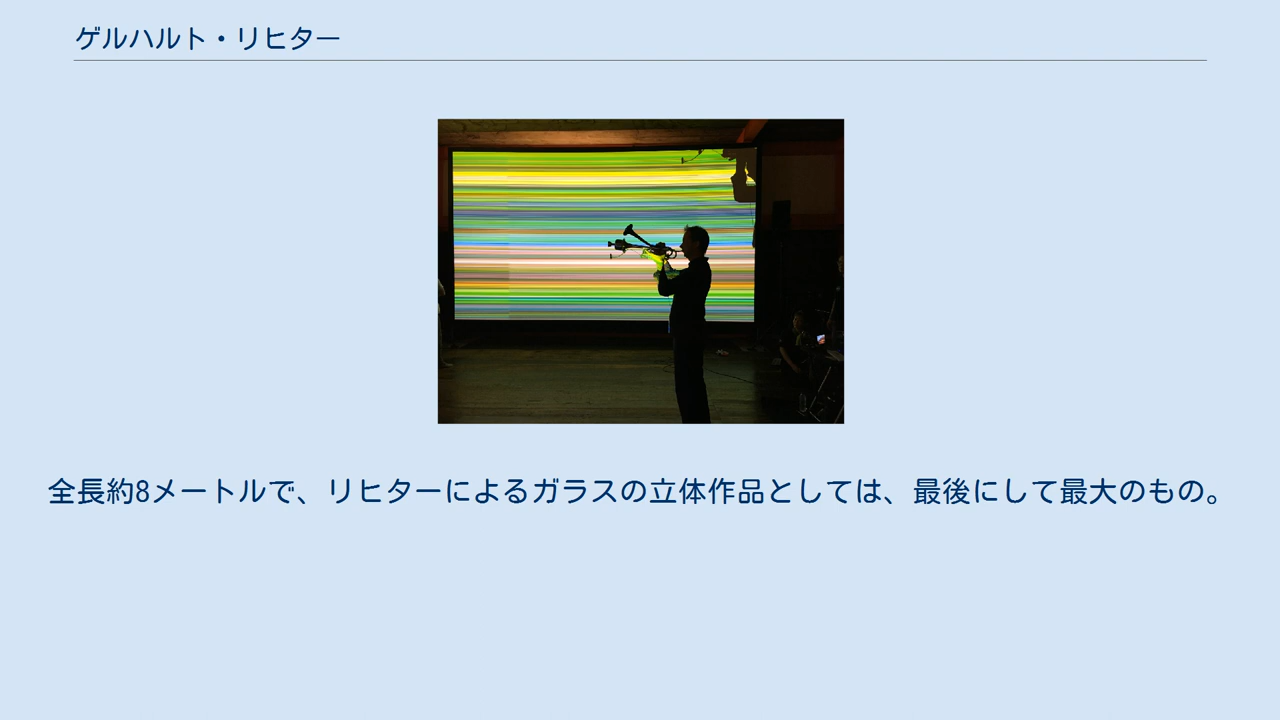 ゲルハルト・リヒター
全長約8メートルで、リヒターによるガラスの立体作品としては、最後にして最大のもの。